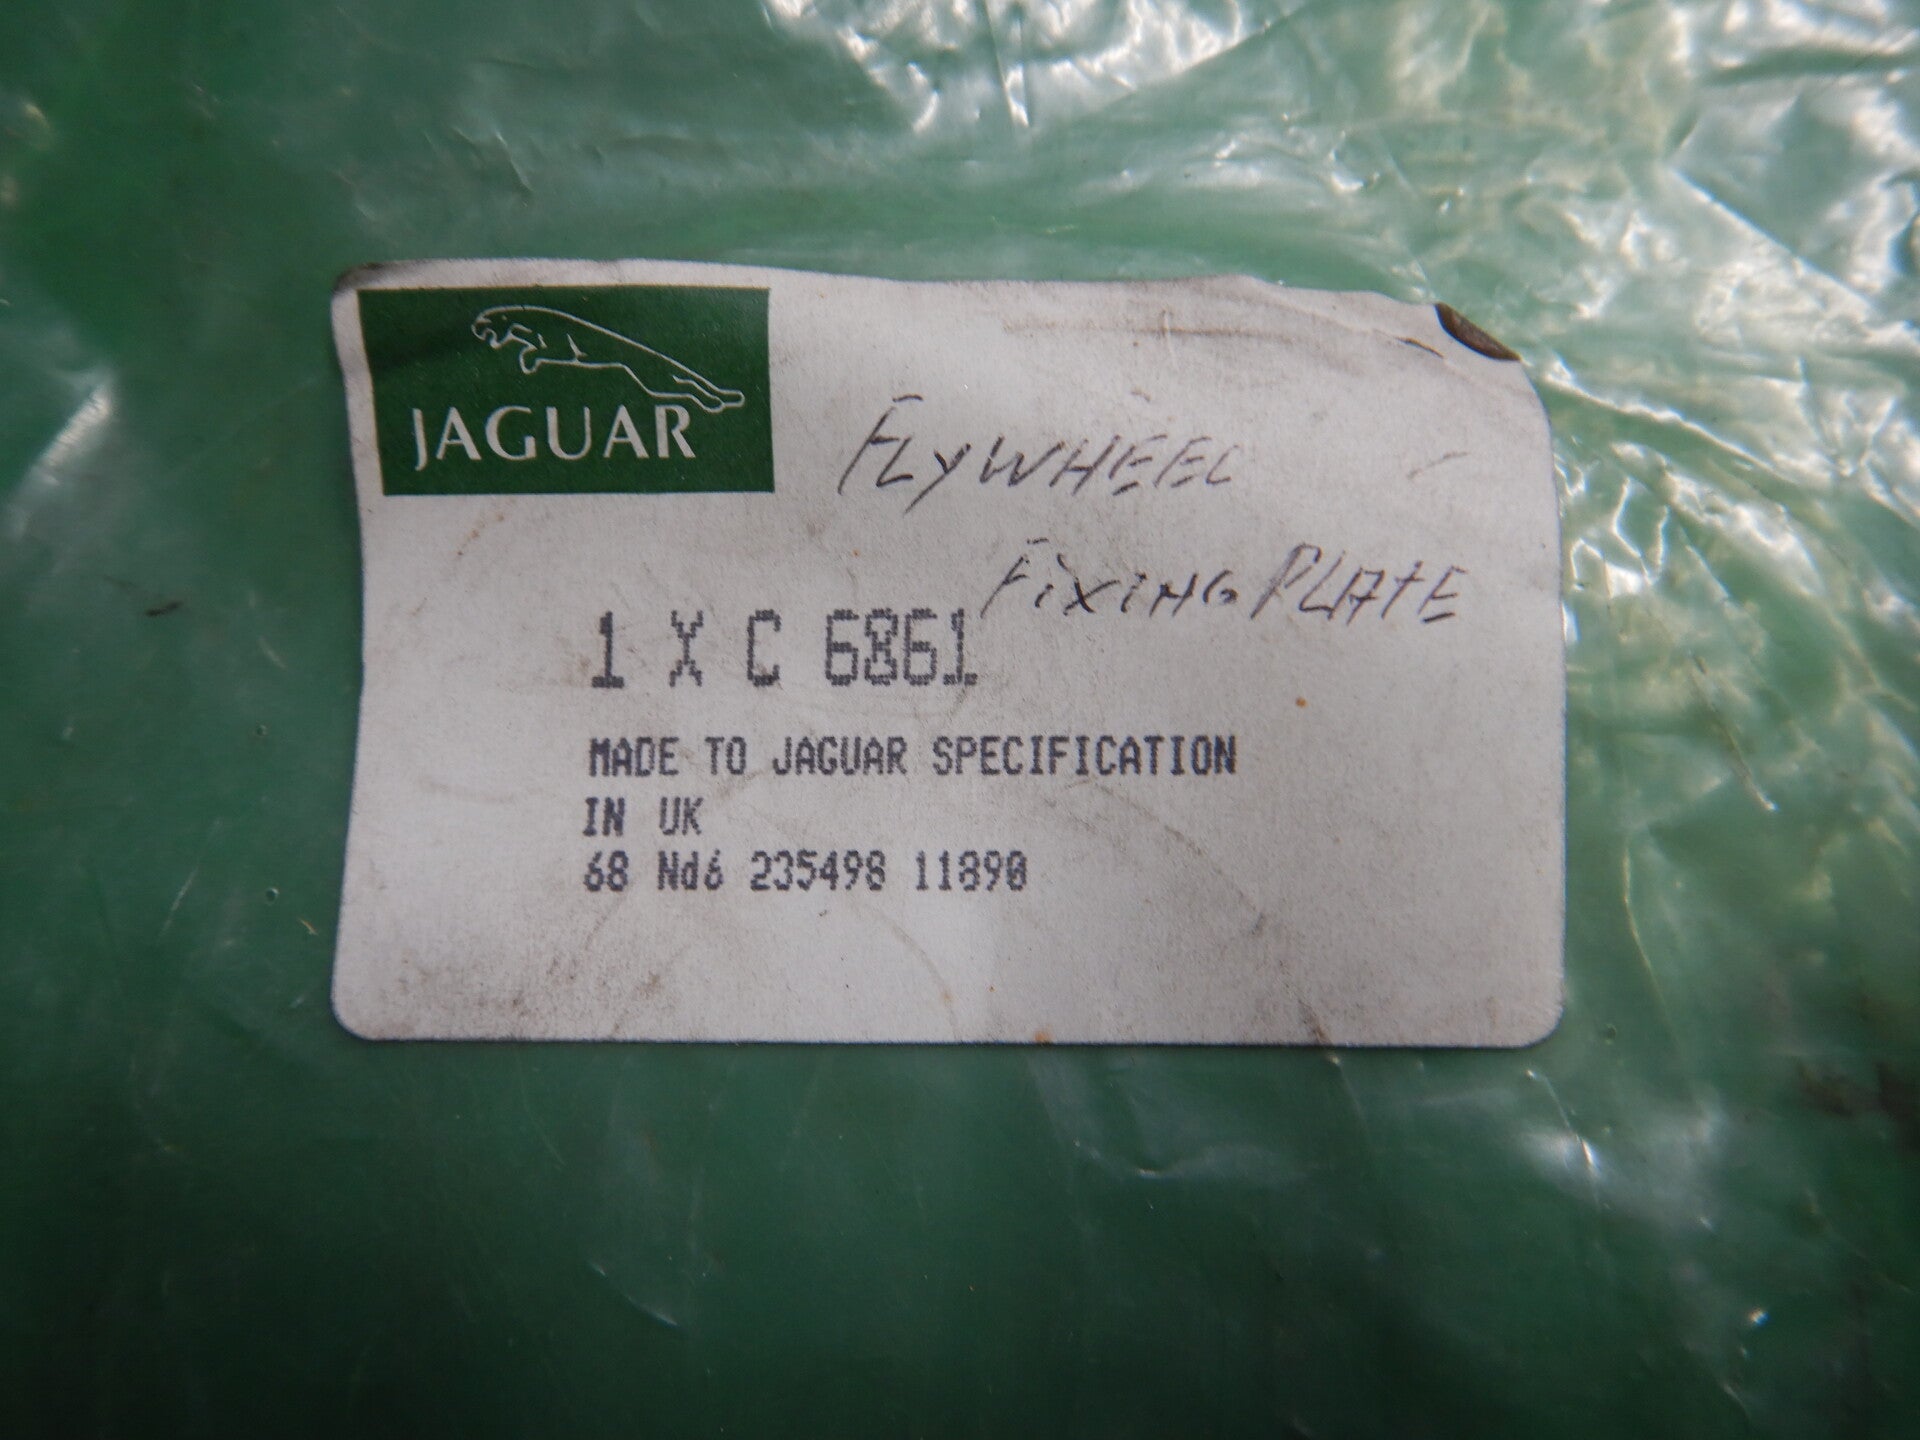 JAGUAR
FLYWHEEL
FIXING PLATE
1 X C 6861
MADE TO JAGUAR SPECIFICATION
IN UK
68 Nd6 235498 11890